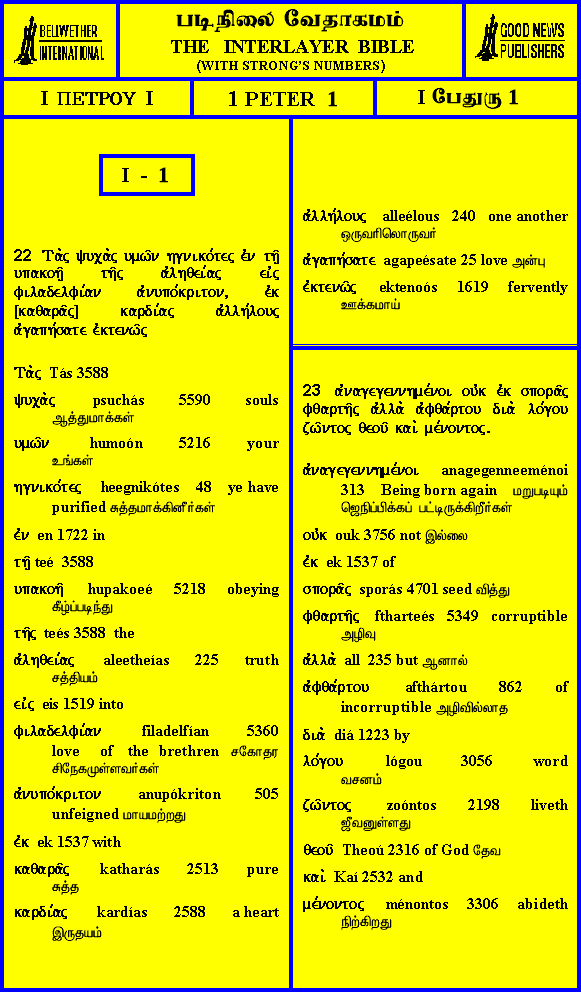 BELLWETHER
INTERNATIONAL
படிநிலை வேதாகமம்
THE INTERLAYER BIBLE
(WITH STRONG'S NUMBERS)
GOOD NEWS
PUBLISHERS
I ΠΕΤΡΟΥ I
1 PETER 1
I பேதுரு 1
I - 1
22 Τὰς ψυχὰς υμῶν ηγνικότες ἐν τῇ
υπακοῇ τῆς ἀληθείας εἰς
φιλαδελφίαν ἀνυπόκριτον, ἐκ
[καθαρᾶς] καρδίας ἀλλήλους
ἀγαπήσατε ἐκτενῶς
Τὰς Tás 3588
ψυχὰς psuchás 5590 souls
ஆத்துமாக்கள்
υμῶν humoón 5216 your
உங்கள்
ηγνικότες heegnikótes 48 ye have
purified சுத்தமாக்கினீர்கள்
ἐν en 1722 in
τῇ teé 3588
υπακοῇ hupakoeé 5218 obeying
கீழ்ப்படிந்து
τῆς teés 3588 the
ἀληθείας aleetheías 225 truth
சத்தியம்
εἰς eis 1519 into
φιλαδελφίαν filadelfían 5360
love of the brethren சகோதர
சிநேகமுள்ளவர்கள்
ἀνυπόκριτον anupókriton 505
unfeigned மாயமற்றது
ἐκ ek 1537 with
καθαρᾶς katharás 2513 pure
சுத்த
καρδίας kardías 2588 a heart
இருதயம்
ἀλλήλους alleélous 240 one another
ஒருவரிலொருவர்
ἀγαπήσατε agapeésate 25 love அன்பு
ἐκτενῶς ektenoós 1619 fervently
ஊக்கமாய்
23 ἀναγεγεννημένοι οὐκ ἐκ σπορᾶς
φθαρτῆς ἀλλὰ ἀφθάρτου διὰ λόγου
ζῶντος θεοῦ καὶ μένοντος.
ἀναγεγεννημένοι anagegenneeménoi
313 Being born again மறுபடியும்
ஜெநிப்பிக்கப் பட்டிருக்கிறீர்கள்
οὐκ ouk 3756 not இல்லை
ἐκ ek 1537 of
σπορᾶς sporás 4701 seed வித்து
φθαρτῆς ftharteés 5349 corruptible
அழிவு
ἀλλὰ all 235 but ஆனால்
ἀφθάρτου afthártou 862 of
incorruptible அழிவில்லாத
διὰ diá 1223 by
λόγου lógou 3056 word
வசனம்
ζῶντος zoóntos 2198 liveth
ஜீவனுள்ளது
θεοῦ Theoú 2316 of God தேவ
καὶ Kaí 2532 and
μένοντος ménontos 3306 abideth
நிற்கிறது